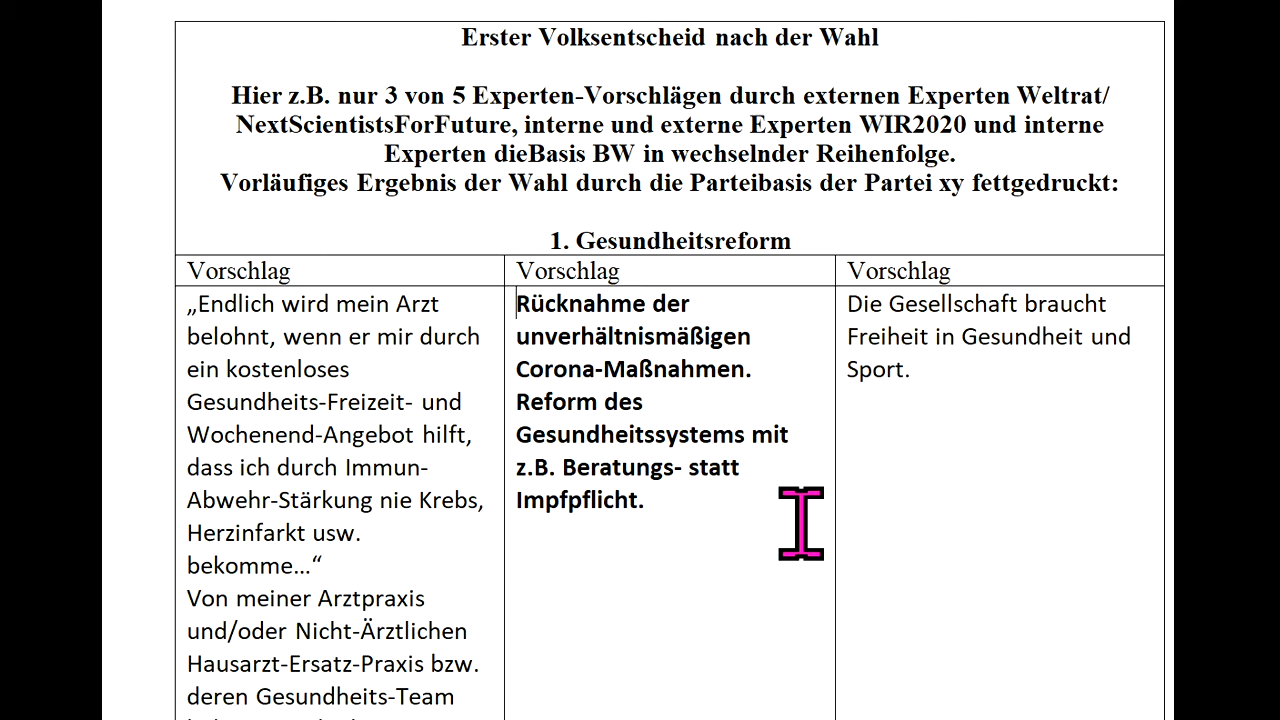 Erster Volksentscheid nach der Wahl
Hier z.B. nur 3 von 5 Experten-Vorschlägen durch externen Experten Weltrat/
NextScientistsForFuture, interne und externe Experten WIR2020 und interne
Experten dieBasis BW in wechselnder Reihenfolge.
Vorläufiges Ergebnis der Wahl durch die Parteibasis der Partei xy fettgedruckt:
1. Gesundheitsreform
Vorschlag
Vorschlag
Vorschlag
„Endlich wird mein Arzt
belohnt, wenn er mir durch
ein kostenloses
Gesundheits-Freizeit- und
Wochenend-Angebot hilft,
dass ich durch Immun-
Abwehr-Stärkung nie Krebs,
Herzinfarkt usw.
bekomme…“
Von meiner Arztpraxis
und/oder Nicht-Ärztlichen
Hausarzt-Ersatz-Praxis bzw.
deren Gesundheits-Team
Rücknahme der
unverhältnismäßigen
Corona-Maßnahmen.
Reform des
Gesundheitssystems mit
z.B. Beratungs- statt
Impfpflicht.
Die Gesellschaft braucht
Freiheit in Gesundheit und
Sport.